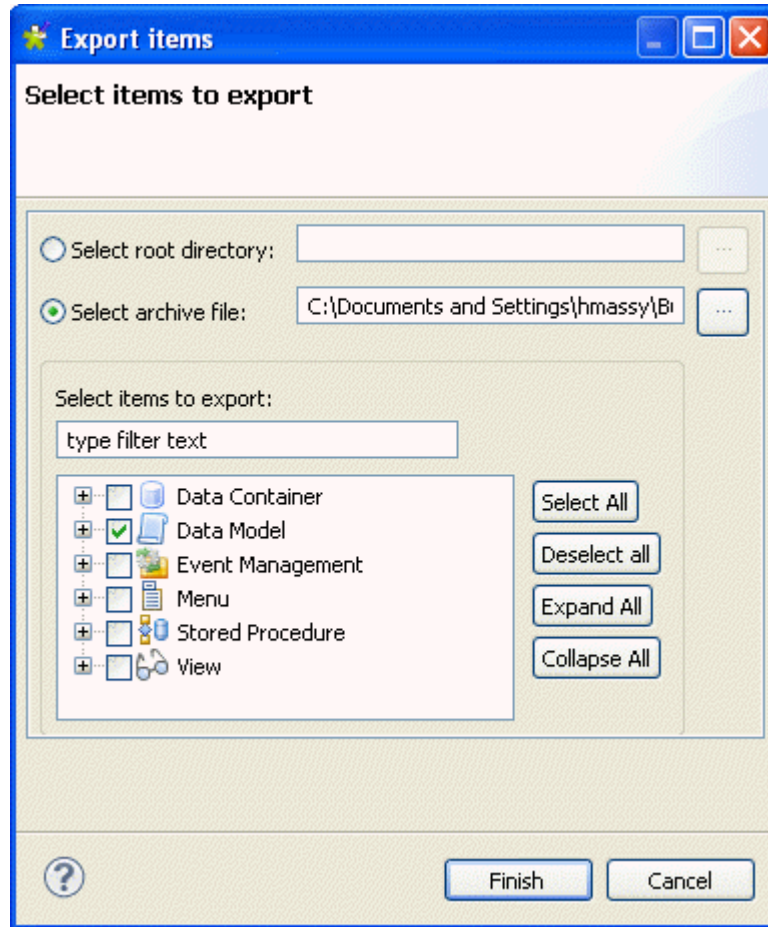 Export items
Select items to export
Select root directory:
...
Select archive file:
C:\Documents and Settings\hmassy\B
...
Select items to export:
type filter text
Data Container
Select All
Data Model
Deselect all
Event Management
Menu
Expand All
Stored Procedure
Collapse All
View
?
Finish
Cancel